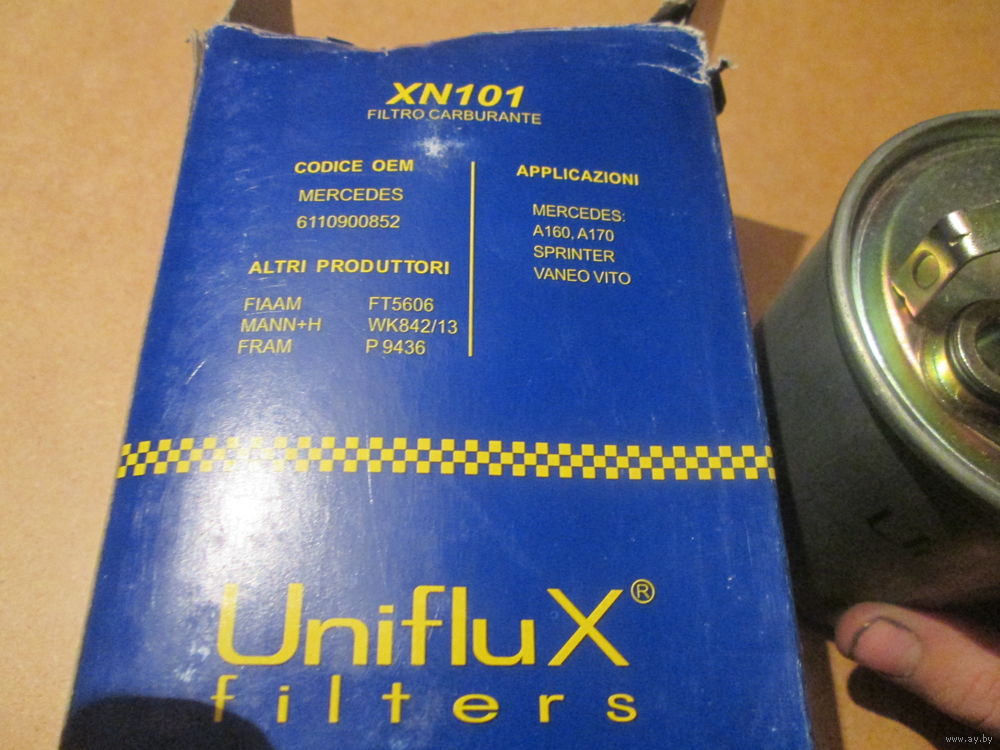 XN101
FILTRO CARBURANTE
CODICE OEM
MERCEDES
6110900852
ALTRI PRODUTTORI
FIAAM FT5606
MANN+H WK842/13
FRAM P 9436
APPLICAZIONI
MERCEDES:
A160, A170
SPRINTER
VANEO VITO
UnifluX®
filters
www.ay.by